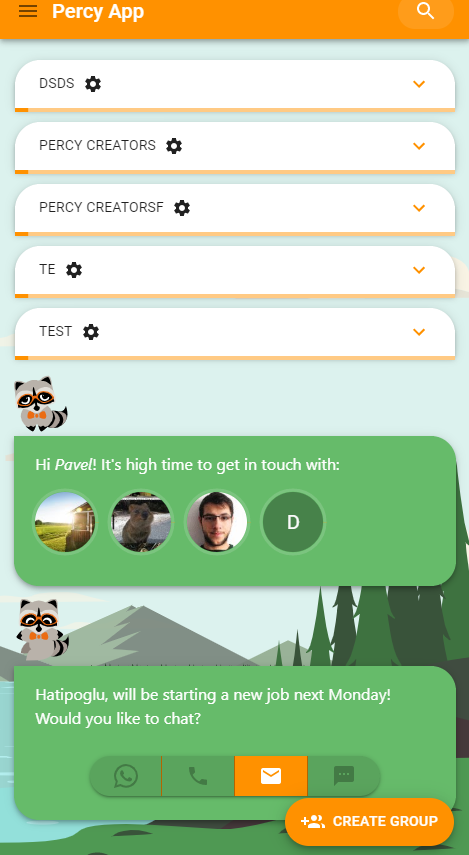 Percy App
DSDS
PERCY CREATORS
PERCY CREATORSF
TE
TEST
Hi Pavel! It's high time to get in touch with:
D
Hatipoglu, will be starting a new job next Monday!
Would you like to chat?
CREATE GROUP